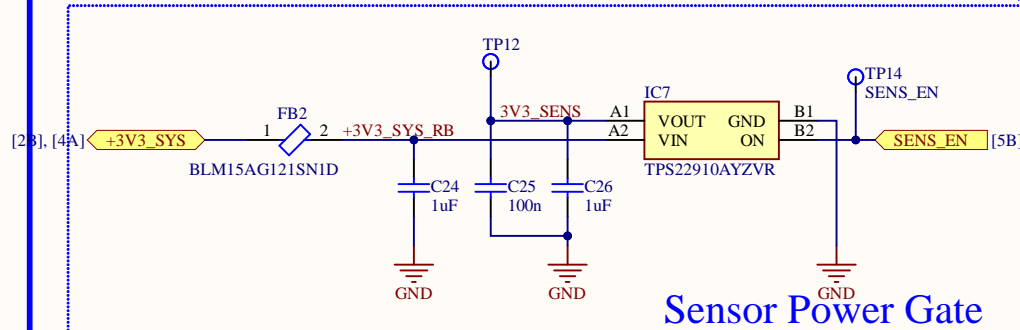 TP12
TP14
SENS_EN
IC7
FB2
3V3_SENS
A1
VOUT
GND
B1
[2B], [4A]
+3V3_SYS
1
2
+3V3_SYS_RB
A2
VIN
ON
B2
SENS_EN
[5B]
BLM15AG121SN1D
TPS22910AYZVR
C24
1uF
C25
100n
C26
1uF
GND
GND
GND
Sensor Power Gate